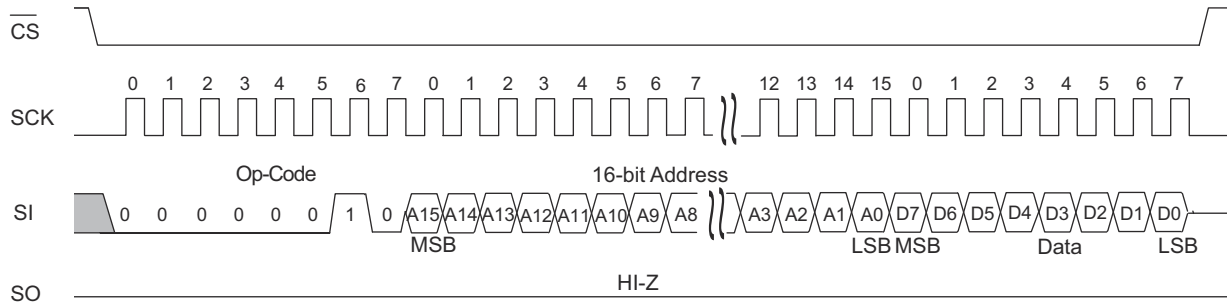 CS
0 1 2 3 4 5 6 7 0 1 2 3 4 5 6 7 12 13 14 15 0 1 2 3 4 5 6 7
SCK
Op-Code 16-bit Address
SI 0 0 0 0 0 0 1 0 A15 A14 A13 A12 A11 A10 A9 A8 A3 A2 A1 A0 D7 D6 D5 D4 D3 D2 D1 D0
MSB LSB MSB Data LSB
HI-Z
SO